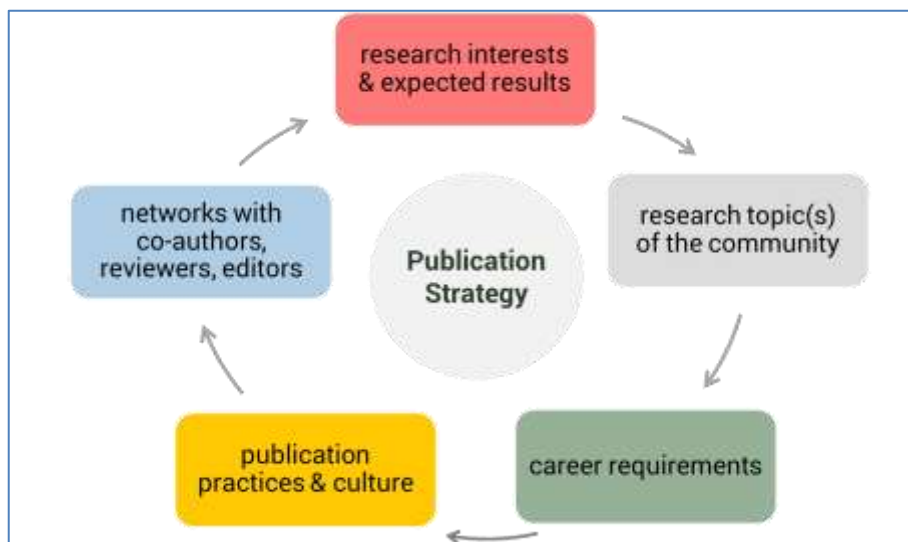 research interests
& expected results
research topic(s)
of the community
career requirements
publication
practices & culture
networks with
co-authors,
reviewers, editors
Publication
Strategy